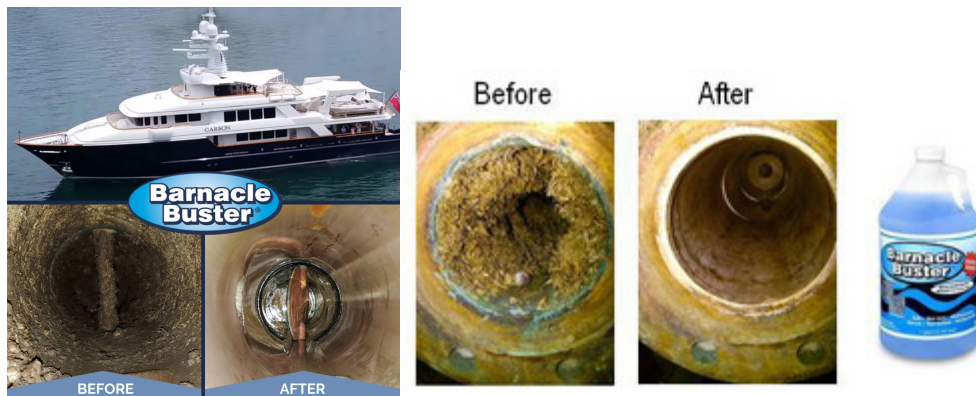 CARSON
Barnacle
Buster®
BEFORE
AFTER
Before
After
Barnacle
Buster